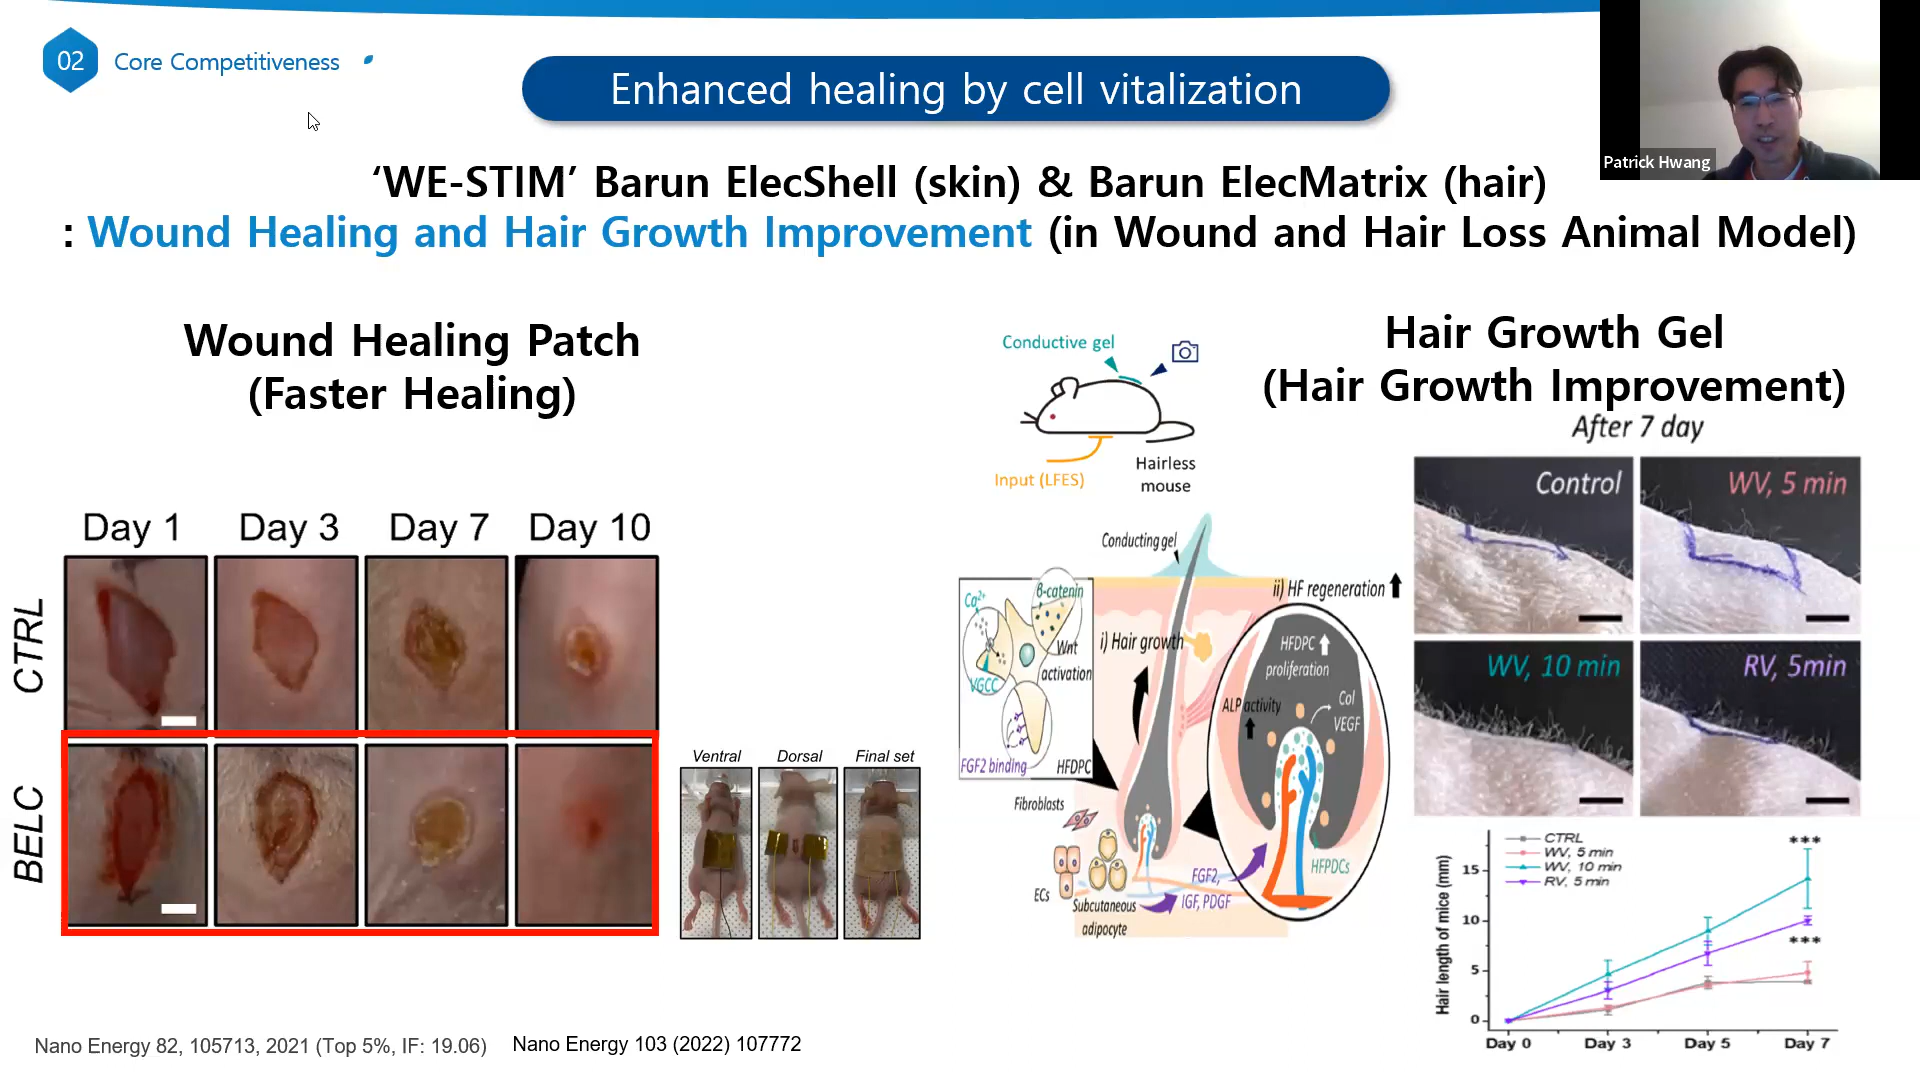 02
Core Competitiveness
Enhanced healing by cell vitalization
Patrick Hwang
‘WE-STIM’ Barun ElecShell (skin) & Barun ElecMatrix (hair)
: Wound Healing and Hair Growth Improvement (in Wound and Hair Loss Animal Model)
Wound Healing Patch
(Faster Healing)
Day 1
Day 3
Day 7
Day 10
CTRL
BELC
Ventral
Dorsal
Final set
Conductive gel
Input (LFES)
Hairless
mouse
Conducting gel
ii) HF regeneration
Ca2+
β-catenin
Wnt
activation
VGCC
FGF2 binding
HFDPC
i) Hair growth
HFDPC
proliferation
ALP activity
Col
VEGF
HFPDCs
Fibroblasts
ECs
Subcutaneous
adipocyte
FGF2,
IGF, PDGF
Hair Growth Gel
(Hair Growth Improvement)
After 7 day
Control
WV, 5 min
WV, 10 min
RV, 5min
CTRL
WV, 5 min
WV, 10 min
RV, 5 min
***
***
Hair length of mice (mm)
15
10
5
0
Day 0
Day 3
Day 5
Day 7
Nano Energy 82, 105713, 2021 (Top 5%, IF: 19.06)
Nano Energy 103 (2022) 107772